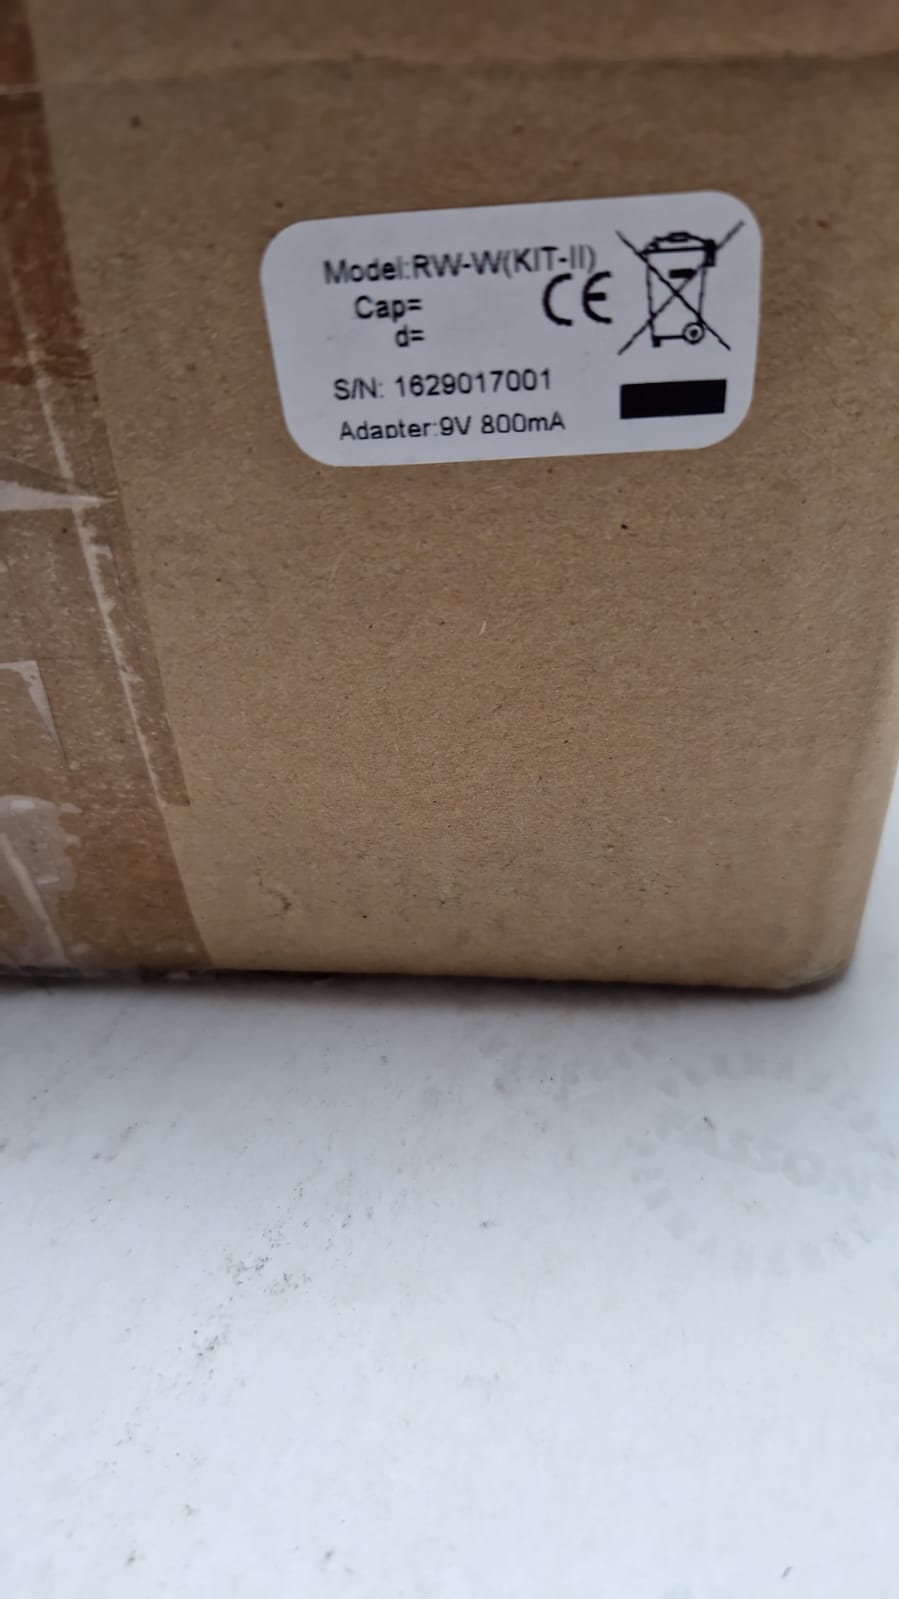 Model:RW-W(KIT-II)
Cap=
d=
CE
S/N: 1629017001
Adapter:9V 800mA